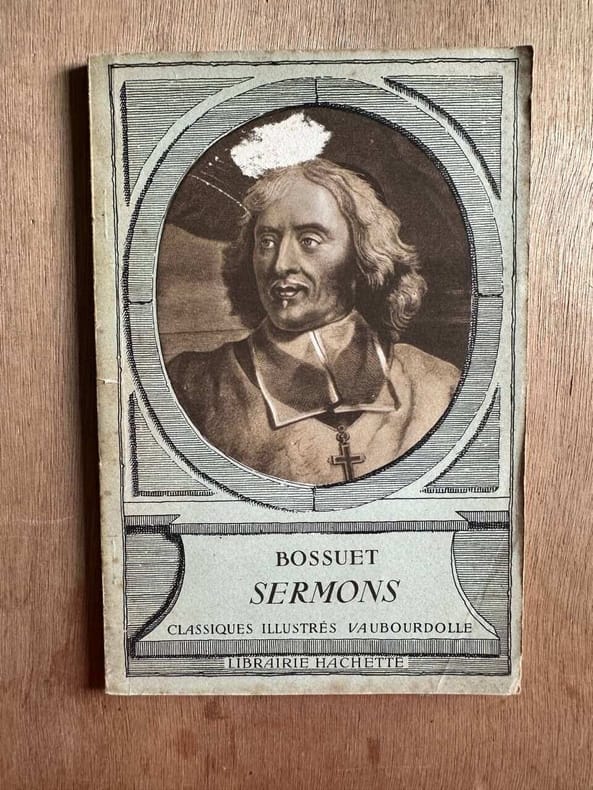 BOSSUET
SERMONS
CLASSIQUES ILLUSTRÉS VAUBOURDOLLE
LIBRAIRIE HACHETTE